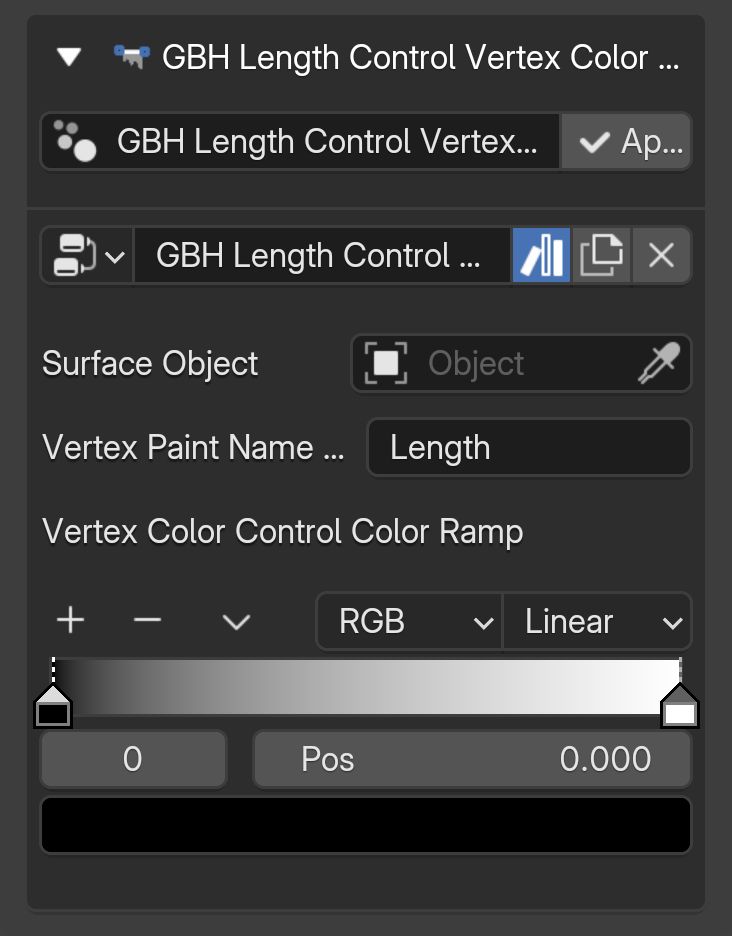 GBH Length Control Vertex Color ...
GBH Length Control Vertex... Ap...
GBH Length Control ...
Surface Object Object
Vertex Paint Name ... Length
Vertex Color Control Color Ramp
RGB Linear
0 Pos 0.000